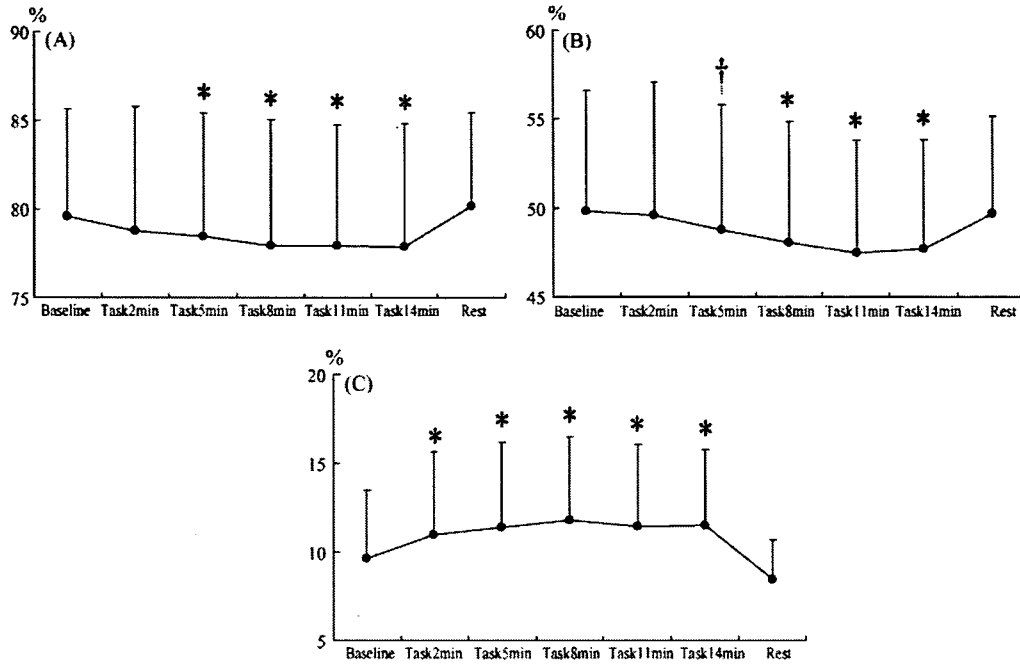 %
90
(A)
* * * *
85
80
75
Baseline Task2min Task5min Task8min Task11min Task14min Rest
%
60
(B)
† * * *
55
50
45
Baseline Task2min Task5min Task8min Task11min Task14min Rest
%
20
(C)
* * * * *
15
10
5
Baseline Task2min Task5min Task8min Task11min Task14min Rest